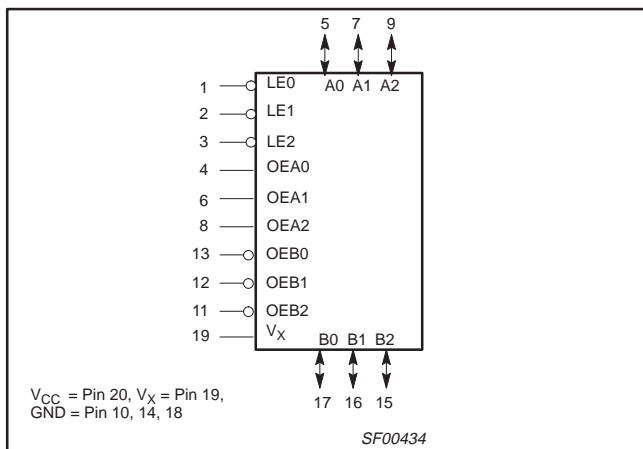 5 7 9
A0 A1 A2
1 LE0
2 LE1
3 LE2
4 OEA0
6 OEA1
8 OEA2
13 OEB0
12 OEB1
11 OEB2
19 VX
B0 B1 B2
17 16 15
VCC = Pin 20, VX = Pin 19,
GND = Pin 10, 14, 18
SF00434